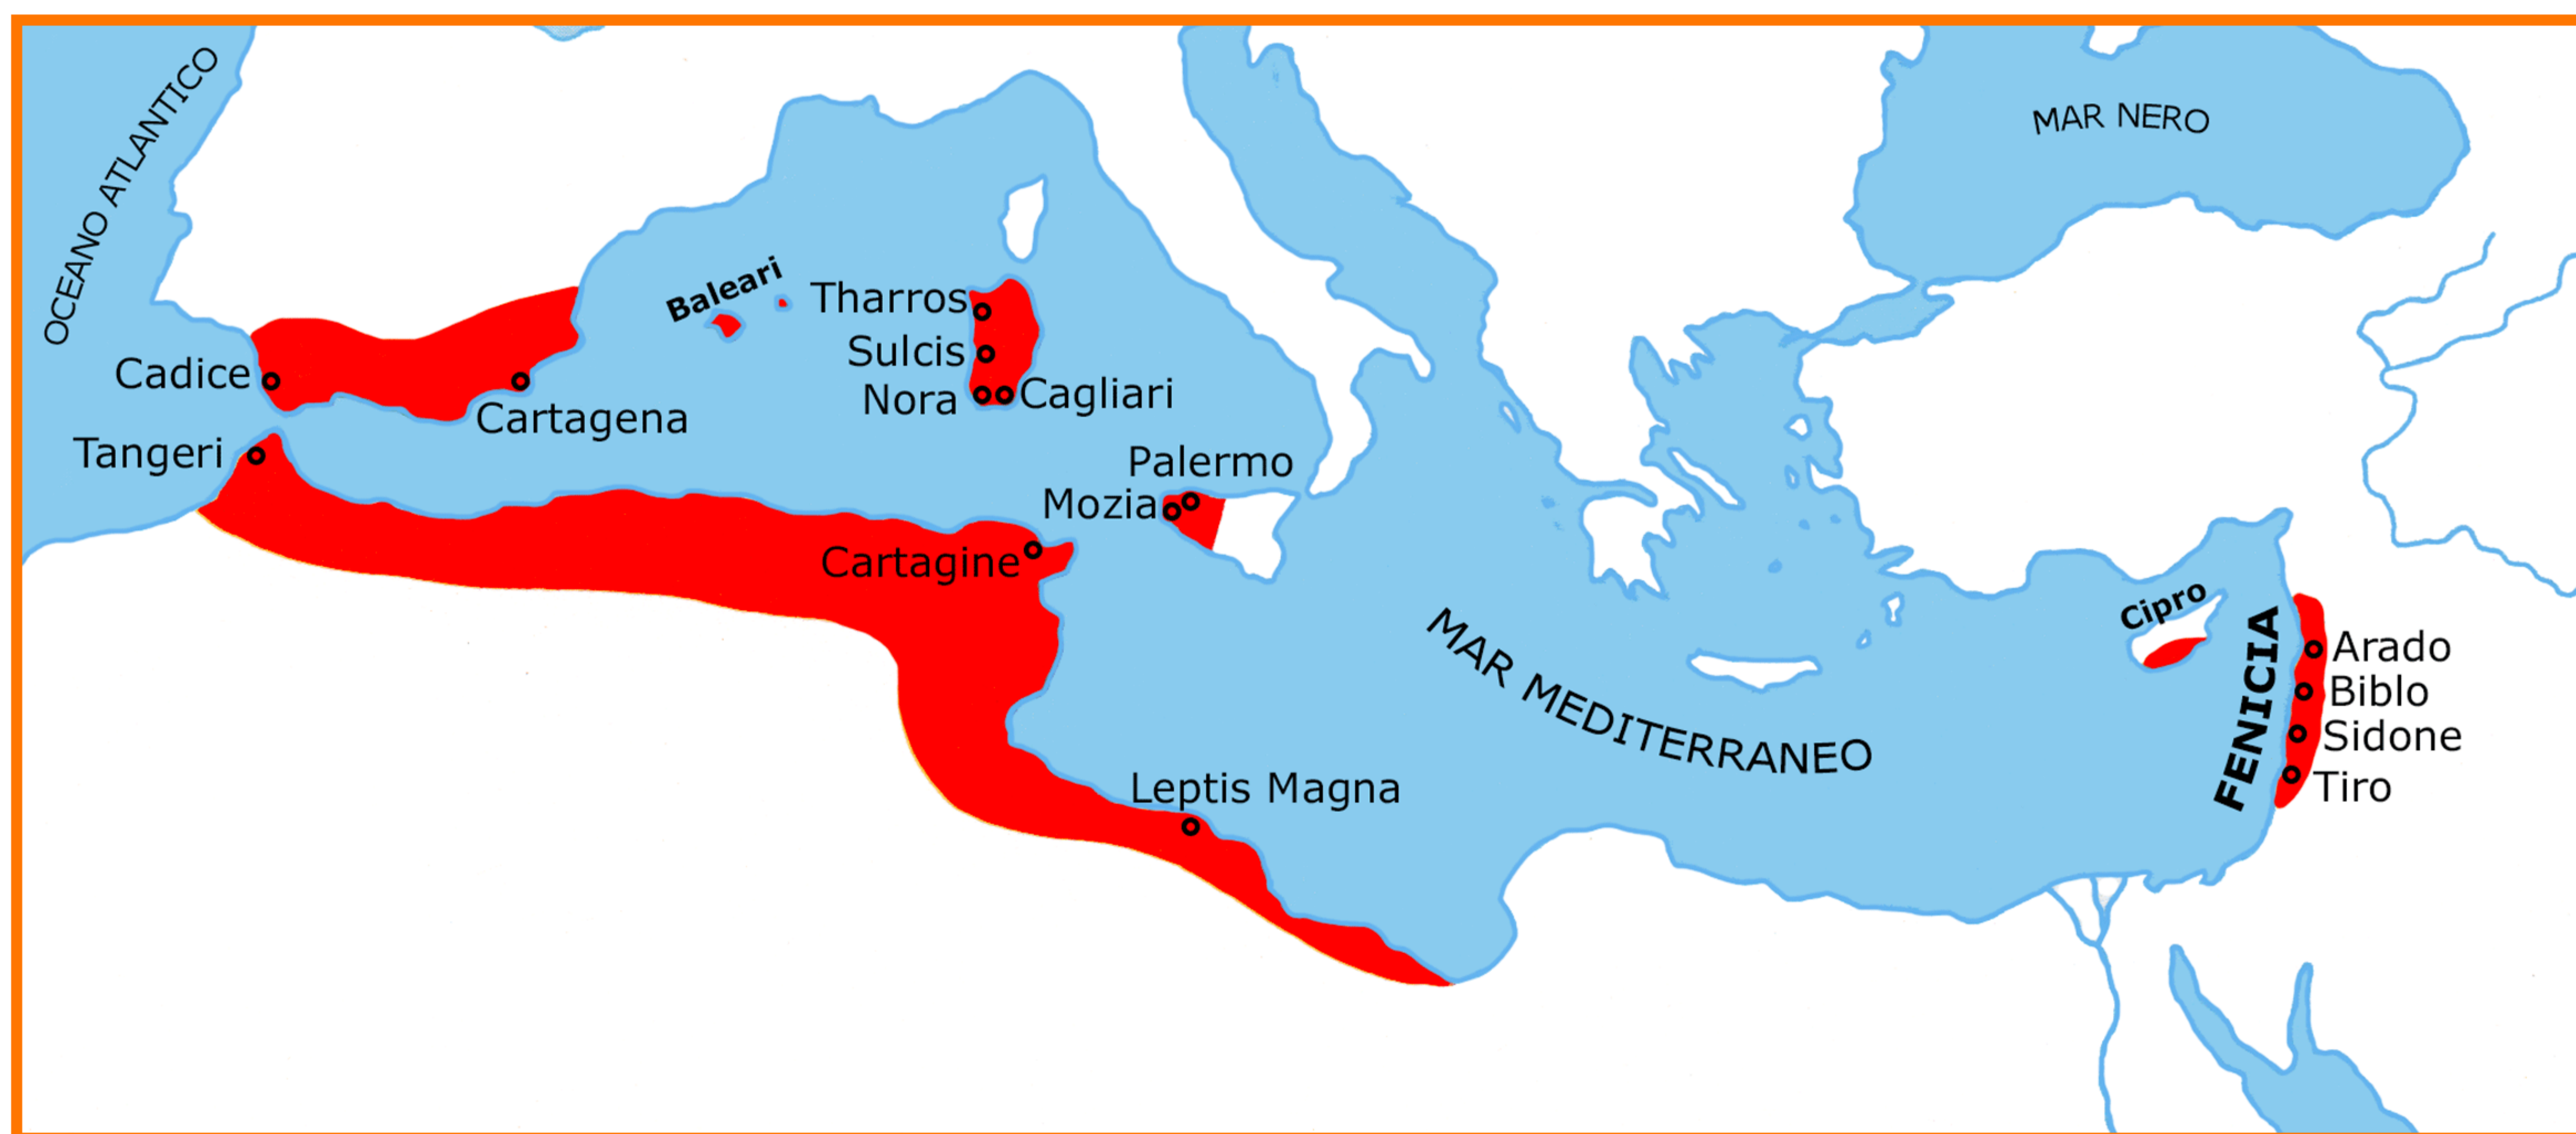 OCEANO ATLANTICO
MAR NERO
Baleari
Tharros
Sulcis
Nora
Cagliari
Cadice
Cartagena
Tangeri
Palermo
Mozia
Cartagine
Leptis Magna
MAR MEDITERRANEO
Cipro
FENICIA
Arado
Biblo
Sidone
Tiro